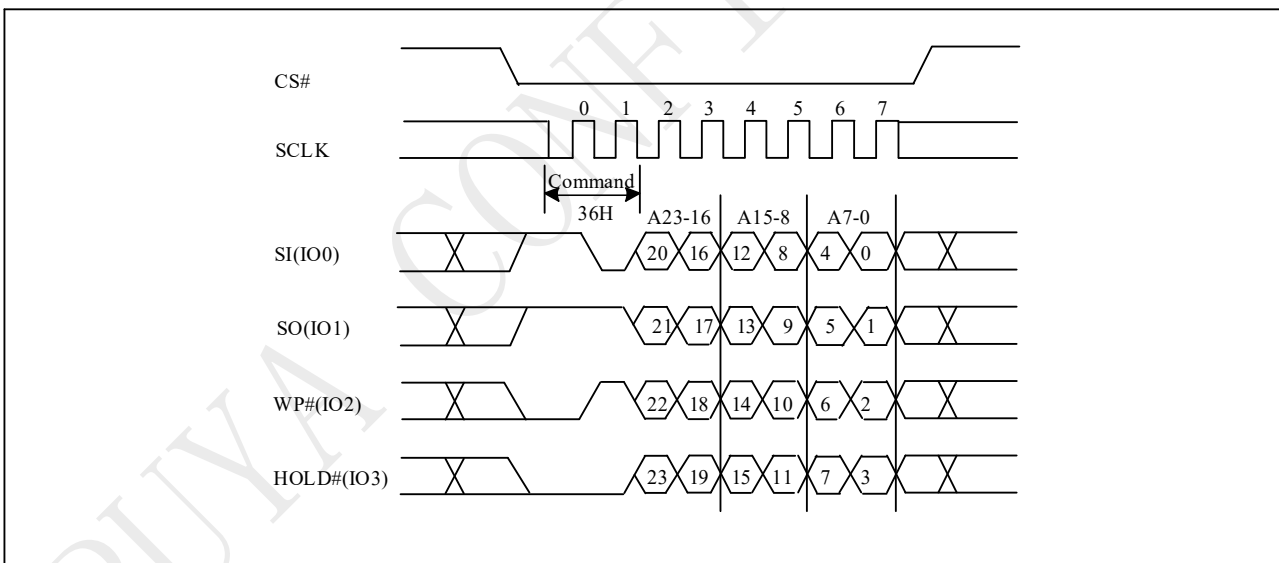 CS#
0 1 2 3 4 5 6 7
SCLK
Command
36H
A23-16 A15-8 A7-0
SI(IO0) 20 16 12 8 4 0
SO(IO1) 21 17 13 9 5 1
WP#(IO2) 22 18 14 10 6 2
HOLD#(IO3) 23 19 15 11 7 3
PUYA CONF